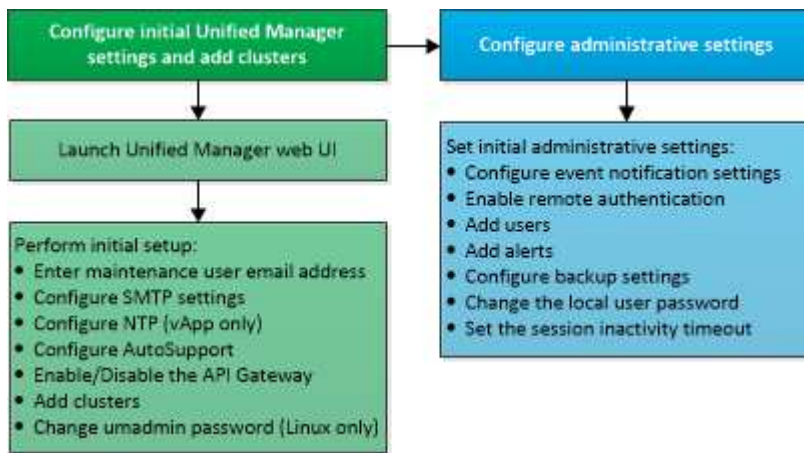 Configure initial Unified Manager
settings and add clusters
Configure administrative settings
Launch Unified Manager web UI
Perform initial setup:
• Enter maintenance user email address
• Configure SMTP settings
• Configure NTP (vApp only)
• Configure AutoSupport
• Enable/Disable the API Gateway
• Add clusters
• Change umadmin password (Linux only)
Set initial administrative settings:
• Configure event notification settings
• Enable remote authentication
• Add users
• Add alerts
• Configure backup settings
• Change the local user password
• Set the session inactivity timeout